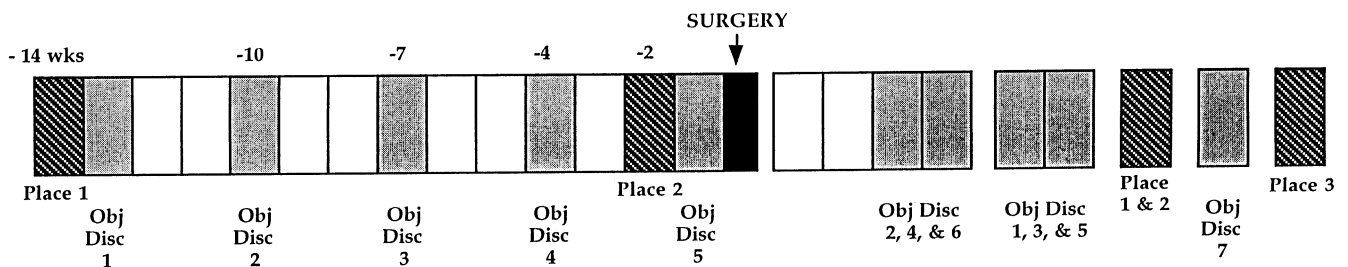 SURGERY
- 14 wks
-10
-7
-4
-2
Place 1
Obj
Disc
1
Obj
Disc
2
Obj
Disc
3
Obj
Disc
4
Place 2
Obj
Disc
5
Obj Disc
2, 4, & 6
Obj Disc
1, 3, & 5
Place
1 & 2
Obj
Disc
7
Place 3